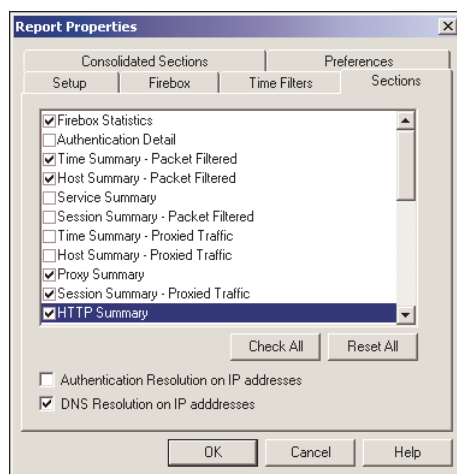 Report Properties
Consolidated Sections
Preferences
Setup
Firebox
Time Filters
Sections
Firebox Statistics
Authentication Detail
Time Summary - Packet Filtered
Host Summary - Packet Filtered
Service Summary
Session Summary - Packet Filtered
Time Summary - Proxied Traffic
Host Summary - Proxied Traffic
Proxy Summary
Session Summary - Proxied Traffic
HTTP Summary
Check All
Reset All
Authentication Resolution on IP addresses
DNS Resolution on IP adddresses
OK
Cancel
Help